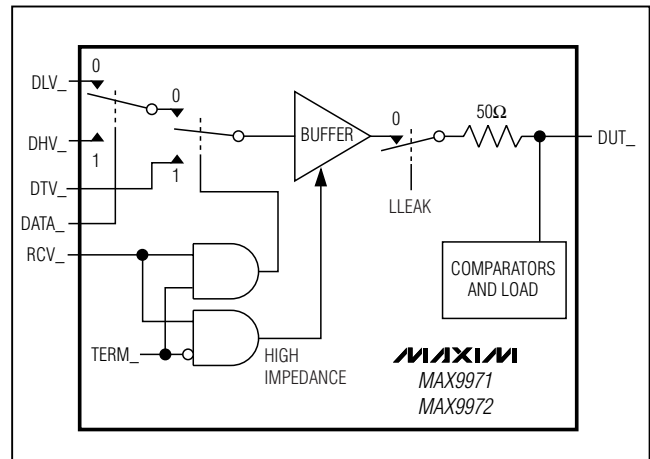 0
DLV_
0
DHV_
1
DTV_
1
DATA_
RCV_
TERM_
BUFFER
0
LLEAK
50Ω
DUT_
COMPARATORS
AND LOAD
HIGH
IMPEDANCE
MAXIM
MAX9971
MAX9972